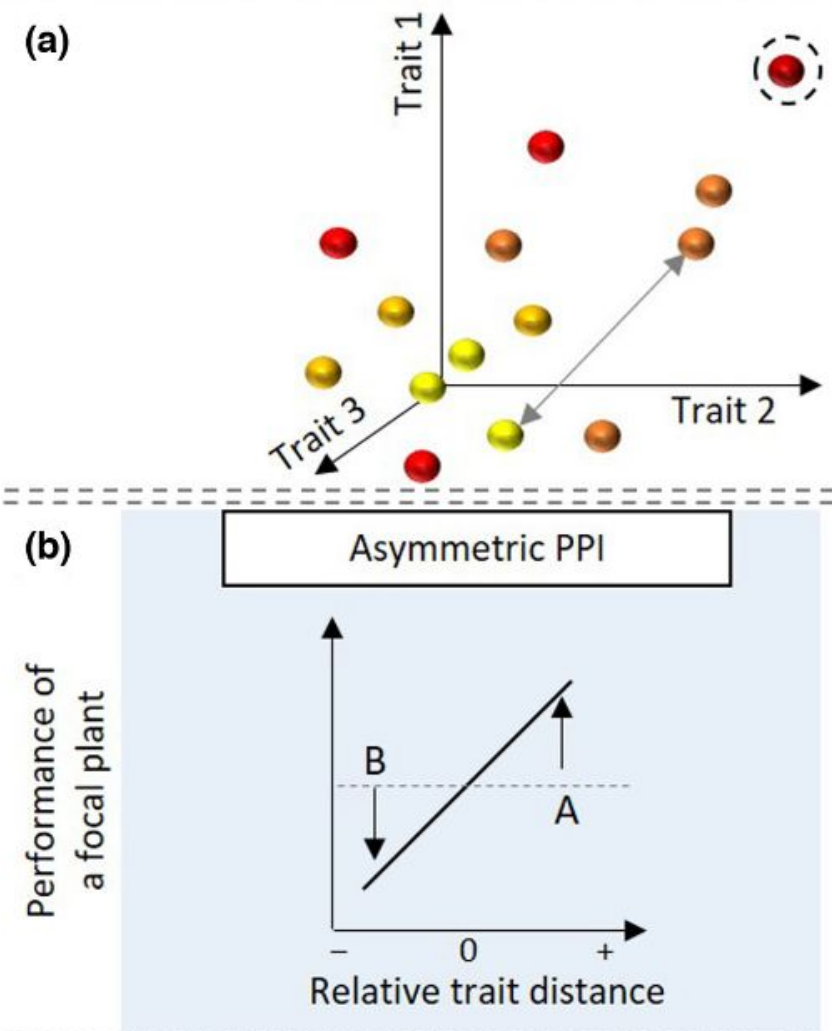 (a)
Trait 1
Trait 2
Trait 3
(b)
Asymmetric PPI
Performance of
a focal plant
B
A
– 0 +
Relative trait distance